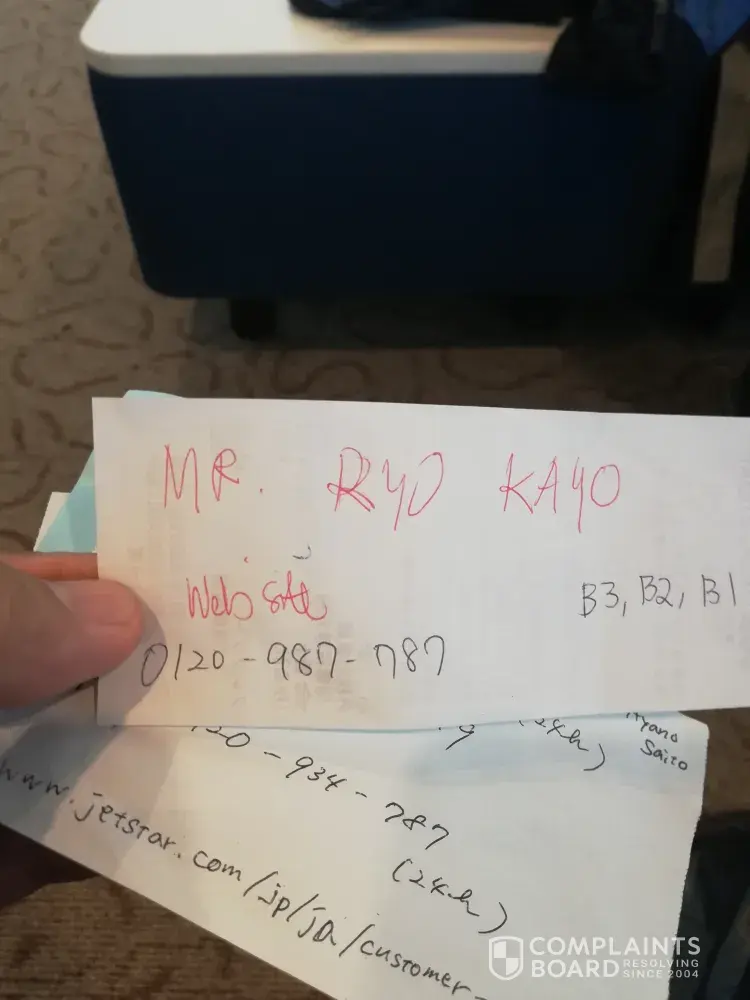 MR. RYO KAYO
Web site
B3, B2, B1
0120-987-787
20-934-787
(24h)
(24h)
Saito
www.jetstar.com/jp/ja/customer-
COMPLAINTS
BOARD RESOLVING
SINCE 2004